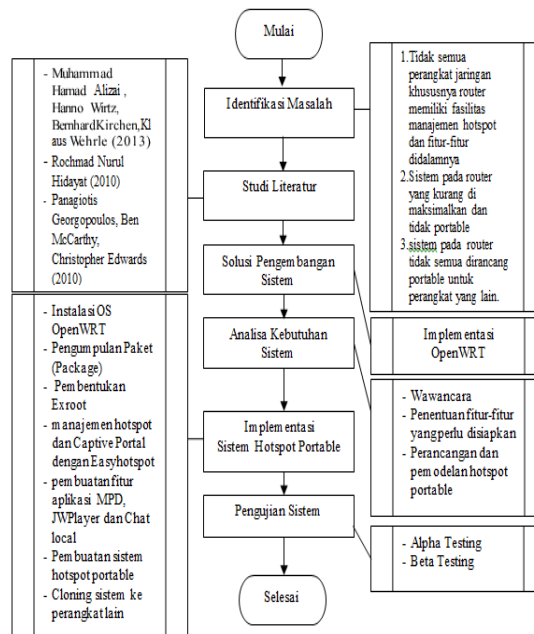 Mulai
Identifikasi Masalah
1.Tidak semua
perangkat jaringan
khususnya router
memiliki fasilitas
manajemen hotspot
dan fitur-fitur
didalamnya
2.Sistem pada router
yang kurang di
maksimalkan dan
tidak portable
3.sistem pada router
tidak semua dirancang
portable untuk
perangkat yang lain.
- Muhammad
Hamad Alizai ,
Hanno Wirtz,
BernhardKirchen,Kl
aus Wehrle (2013)
- Rochmad Nurul
Hidayat (2010)
- Panagiotis
Georgopoulos, Ben
McCarthy,
Christopher Edwards
(2010)
Studi Literatur
Solusi Pengembangan
Sistem
Implementasi
OpenWRT
Analisa Kebutuhan
Sistem
- Wawancara
- Penentuan fitur-fitur
yangperlu disiapkan
- Perancangan dan
pemodelan hotspot
portable
- Instalasi OS
OpenWRT
- Pengumpulan Paket
(Package)
- Pembentukan
Exroot
- manajemen hotspot
dan Captive Portal
dengan Easyhotspot
- pembuatan fitur
aplikasi MPD,
JWPlayer dan Chat
local
- Pembuatan sistem
hotspot portable
- Cloning sistem ke
perangkat lain
Implementasi
Sistem Hotspot Portable
Pengujian Sistem
- Alpha Testing
- Beta Testing
Selesai